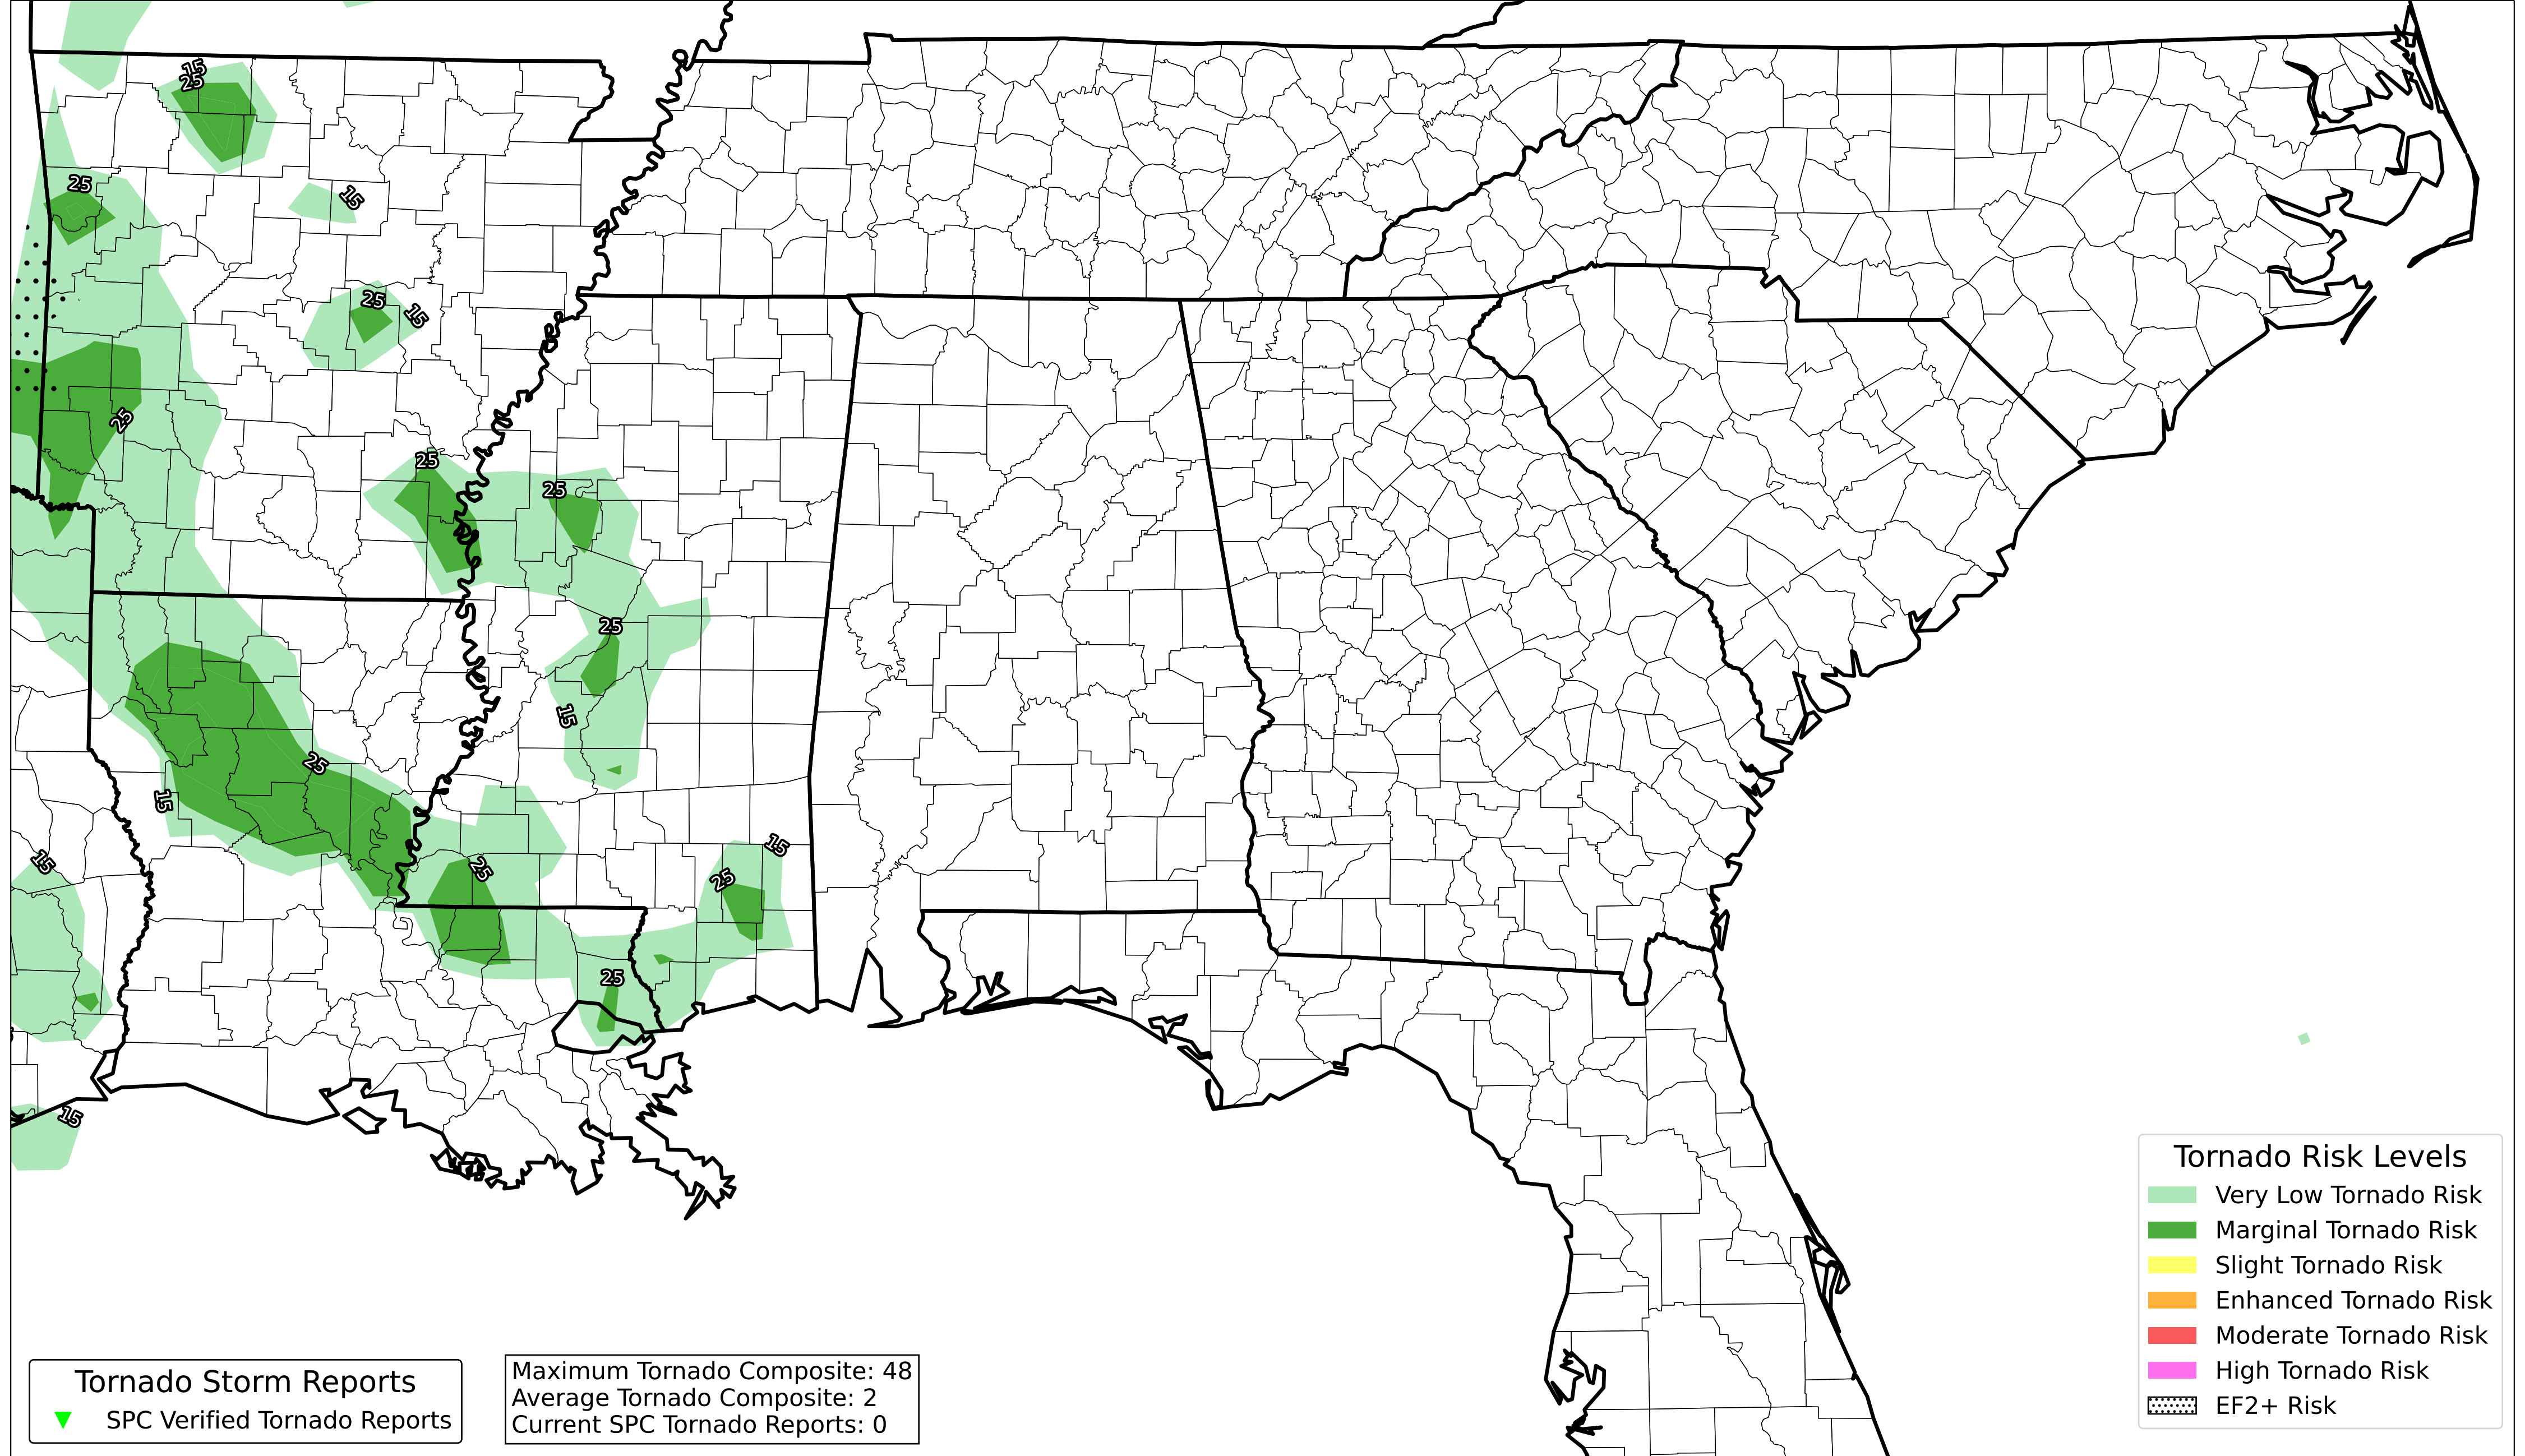 15
25
25
15
25
15
25
25
25
25
15
25
15
15
25
15
25
25
15
Tornado Storm Reports
SPC Verified Tornado Reports
Maximum Tornado Composite: 48
Average Tornado Composite: 2
Current SPC Tornado Reports: 0
Tornado Risk Levels
Very Low Tornado Risk
Marginal Tornado Risk
Slight Tornado Risk
Enhanced Tornado Risk
Moderate Tornado Risk
High Tornado Risk
EF2+ Risk